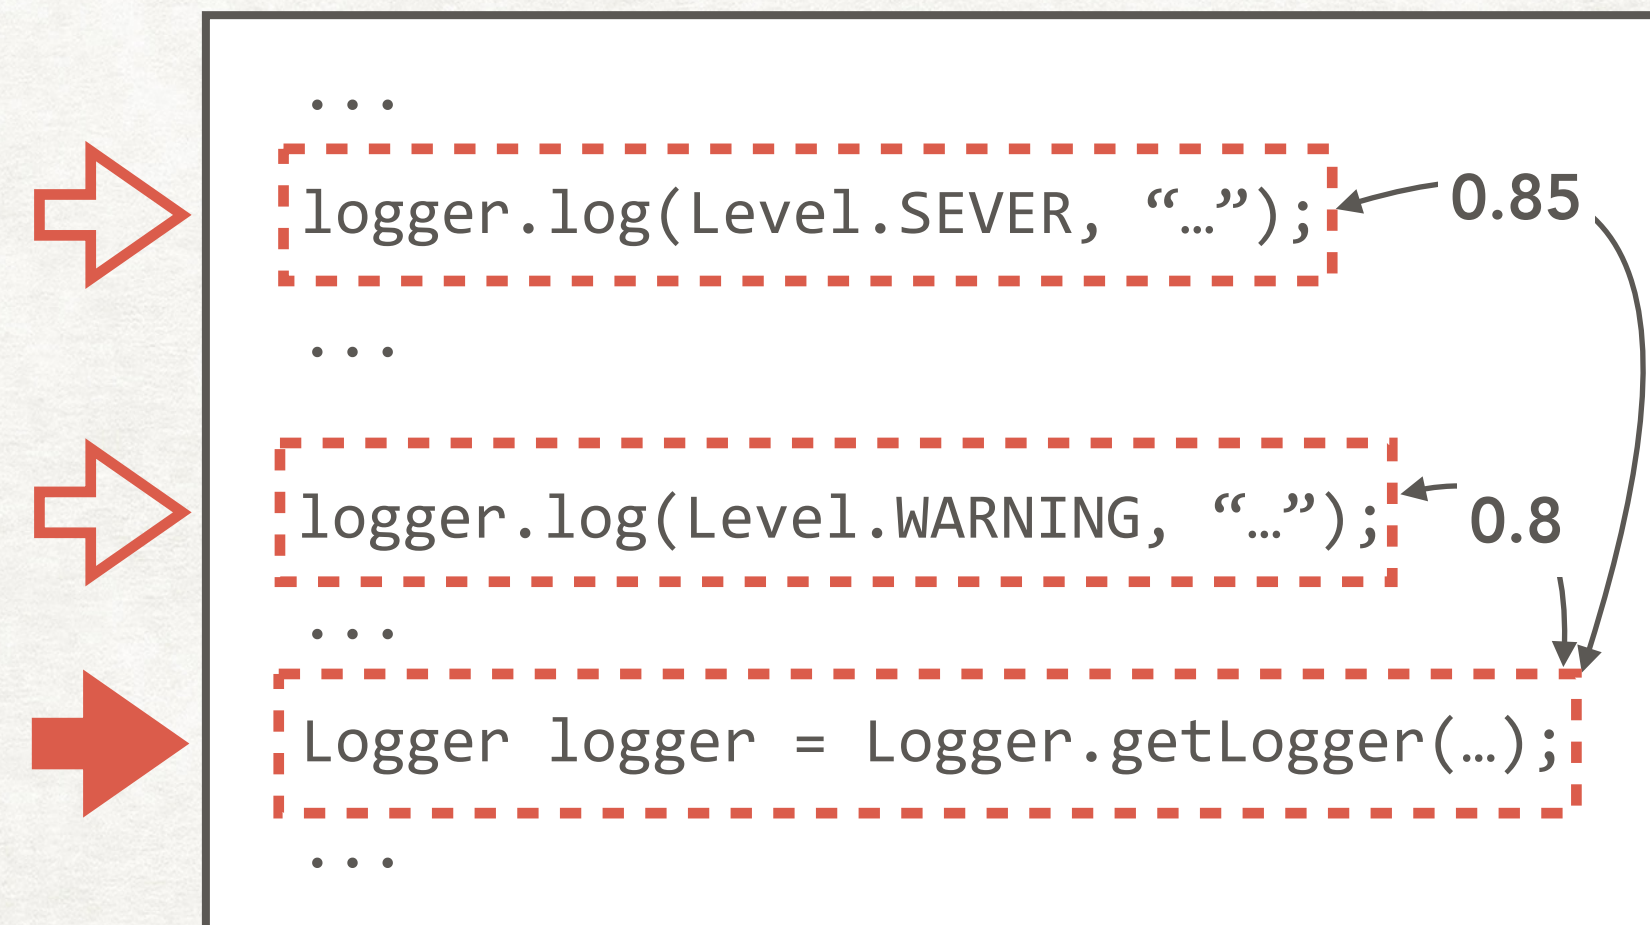 ...
logger.log(Level.SEVER, “…”);
0.85
...
logger.log(Level.WARNING, “…”);
0.8
...
Logger logger = Logger.getLogger(…);
...